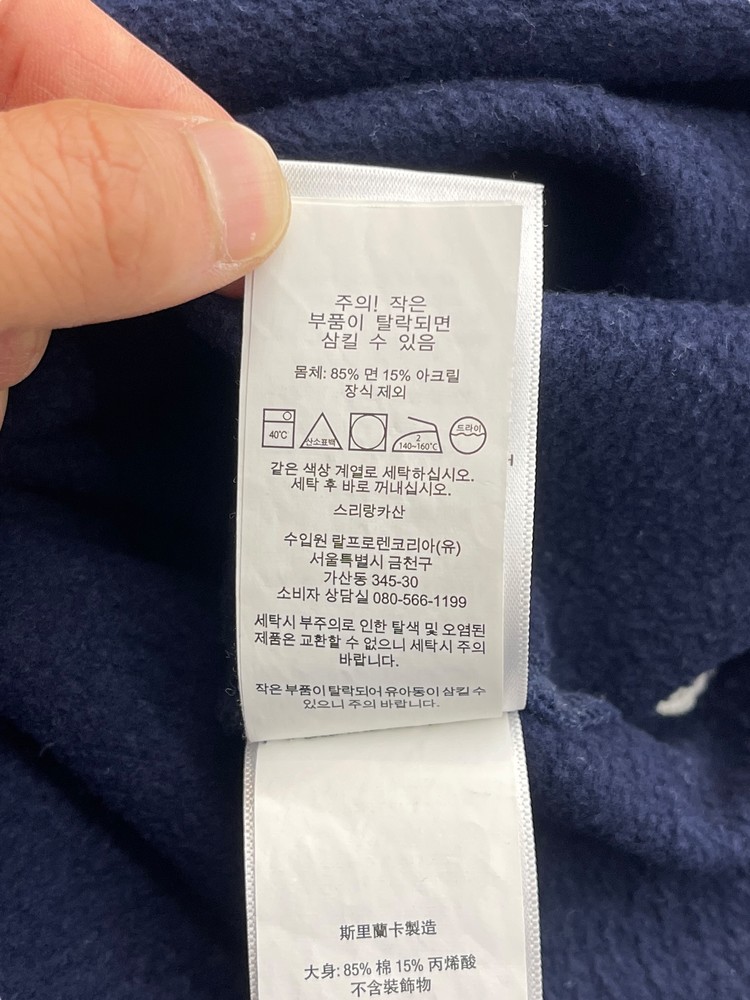 주의! 작은
부품이 탈락되면
삼킬 수 있음
몸체: 85% 면 15% 아크릴
장식 제외
40℃
산소표백
2
140~160℃
드라이
같은 색상 계열로 세탁하십시오.
세탁 후 바로 꺼내십시오.
스리랑카산
수입원 랄프로렌코리아(유)
서울특별시 금천구
가산동 345-30
소비자 상담실 080-566-1199
세탁시 부주의로 인한 탈색 및 오염된
제품은 교환할 수 없으니 세탁시 주의
바랍니다.
작은 부품이 탈락되어 유아동이 삼킬 수
있으니 주의 바랍니다.
斯里蘭卡製造
大身: 85% 棉 15% 丙烯酸
不含裝飾物